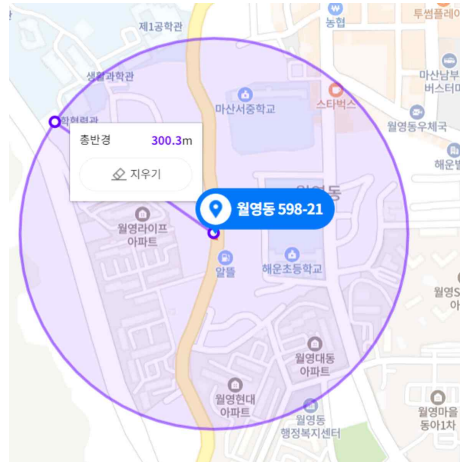 제1공학관
농협
투썸플레이
생활과학관
마산서중학교
스타벅스
마산남부
버스터미
월영동우체국
총반경 300.3m
지우기
해운
월영동
월영동 598-21
월영라이프
아파트
알뜰
해운초등학교
월영S
아
월영대동
아파트
월영현대
아파트
월영동
행정복지센터
월영마을
동아1차